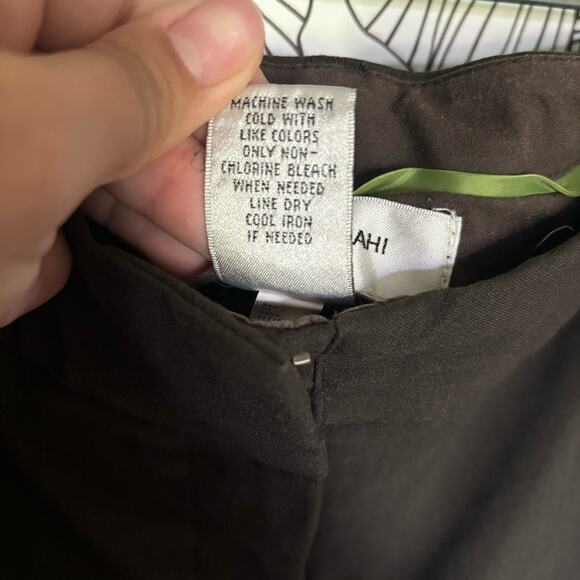 MACHINE WASH
COLD WITH
LIKE COLORS
ONLY NON-
CHLORINE BLEACH
WHEN NEEDED
LINE DRY
COOL IRON
IF NEEDED
AHI